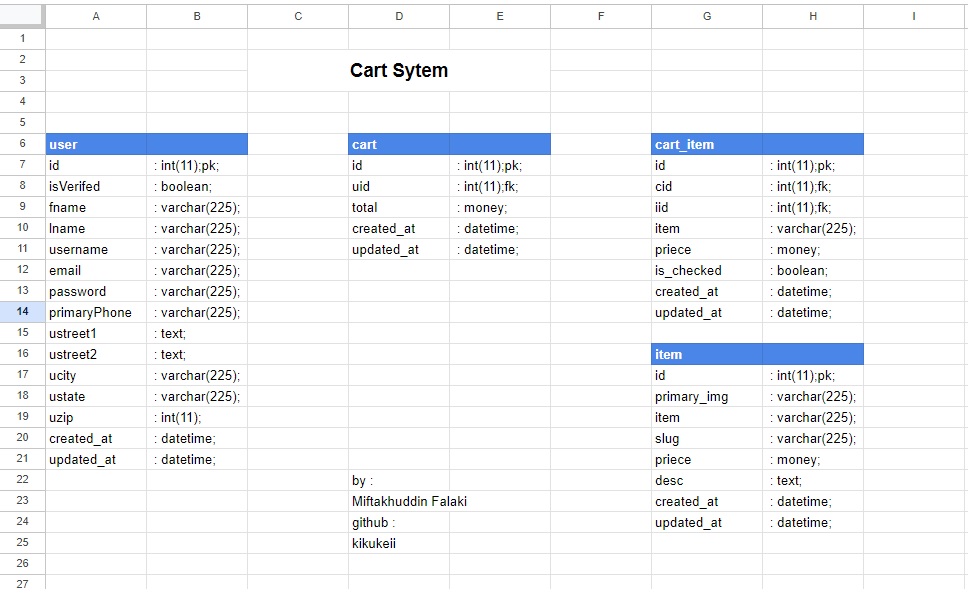 A B C D E F G H I
1
2
Cart Sytem
3
4
5
6 user cart cart_item
7 id : int(11);pk; id : int(11);pk; id : int(11);pk;
8 isVerifed : boolean; uid : int(11);fk; cid : int(11);fk;
9 fname : varchar(225); total : money; iid : int(11);fk;
10 lname : varchar(225); created_at : datetime; item : varchar(225);
11 username : varchar(225); updated_at : datetime; priece : money;
12 email : varchar(225); is_checked : boolean;
13 password : varchar(225); created_at : datetime;
14 primaryPhone : varchar(225); updated_at : datetime;
15 ustreet1 : text;
16 ustreet2 : text; item
17 ucity : varchar(225); id : int(11);pk;
18 ustate : varchar(225); primary_img : varchar(225);
19 uzip : int(11); item : varchar(225);
20 created_at : datetime; slug : varchar(225);
21 updated_at : datetime; priece : money;
22 by : desc : text;
23 Miftakhuddin Falaki created_at : datetime;
24 github : updated_at : datetime;
25 kikukeii
26
27